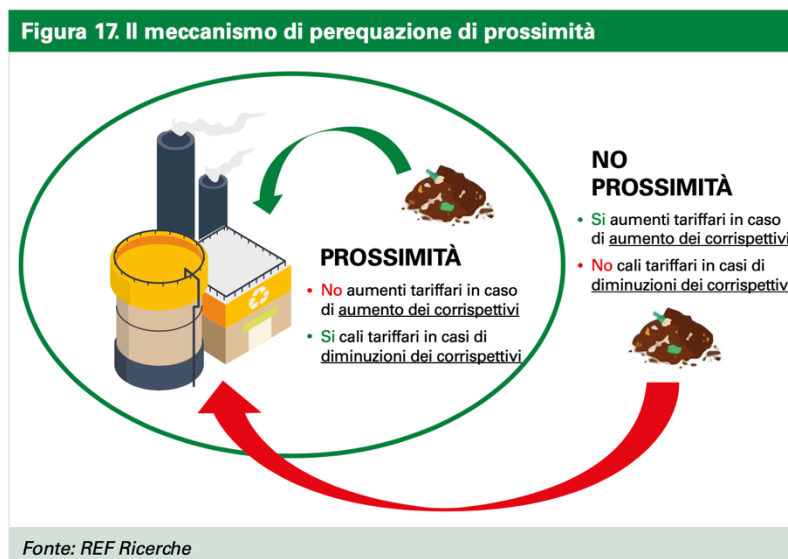 Figura 17. Il meccanismo di perequazione di prossimità
PROSSIMITÀ
• No aumenti tariffari in caso
di aumento dei corrispettivi
• Si cali tariffari in casi di
diminuzioni dei corrispettivi
NO
PROSSIMITÀ
• Si aumenti tariffari in caso
di aumento dei corrispettivi
• No cali tariffari in casi di
diminuzioni dei corrispettivi
Fonte: REF Ricerche